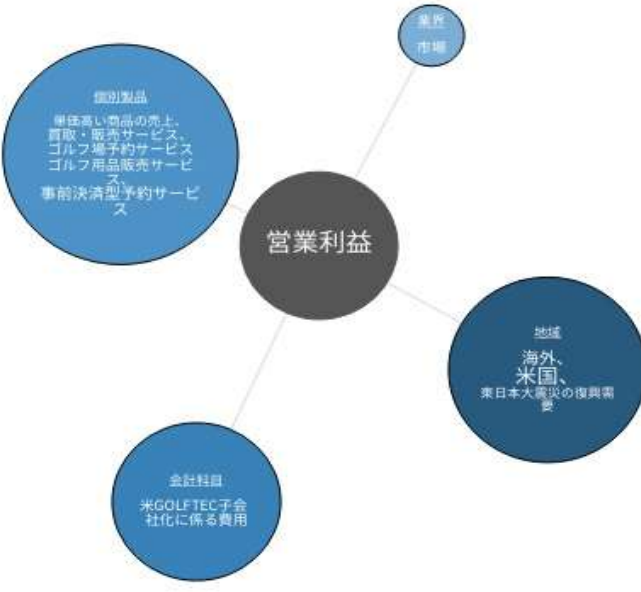 業界
市場
個別製品
単価高い商品の売上、
買取・販売サービス、
ゴルフ場予約サービス
ゴルフ用品販売サービ
ス、
事前決済型予約サービ
ス
営業利益
地域
海外、
米国、
東日本大震災の復興需
要
会計科目
米GOLFTEC子会
社化に係る費用